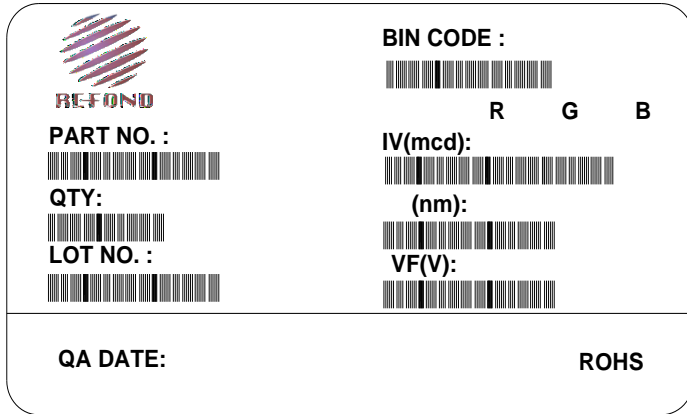 REFOND
BIN CODE :
R G B
PART NO. :
IV(mcd):
QTY:
(nm):
LOT NO. :
VF(V):
QA DATE:
ROHS